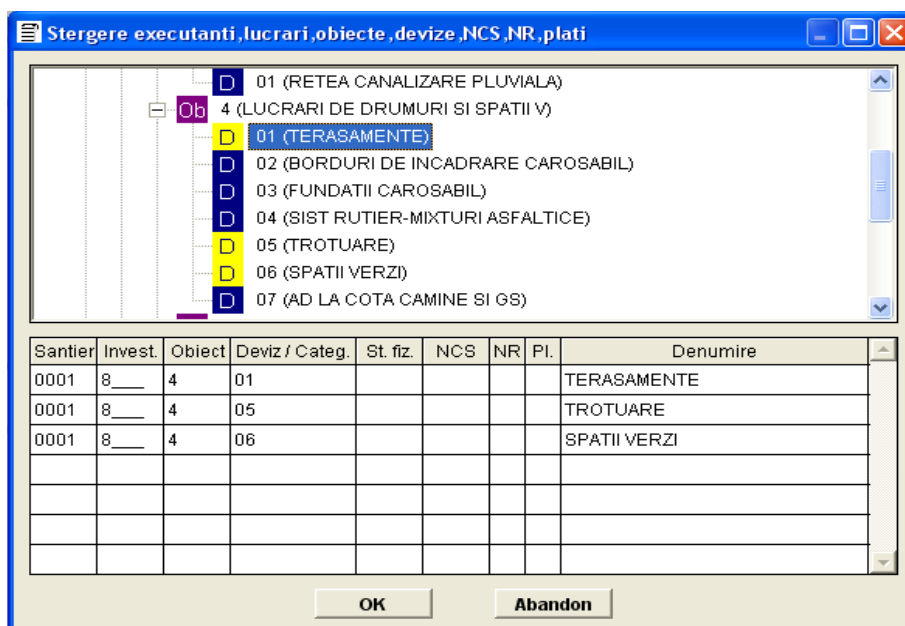 Stergere executanti,lucrari,obiecte,devize,NCS,NR,plati
D 01 (RETEA CANALIZARE PLUVIALA)
Ob 4 (LUCRARI DE DRUMURI SI SPATII V)
D 01 (TERASAMENTE)
D 02 (BORDURI DE INCADRARE CAROSABIL)
D 03 (FUNDATII CAROSABIL)
D 04 (SIST RUTIER-MIXTURI ASFALTICE)
D 05 (TROTUARE)
D 06 (SPATII VERZI)
D 07 (AD LA COTA CAMINE SI GS)
Santier Invest. Obiect Deviz / Categ. St. fiz. NCS NR Pl. Denumire
0001 8___ 4 01 TERASAMENTE
0001 8___ 4 05 TROTUARE
0001 8___ 4 06 SPATII VERZI
OK Abandon